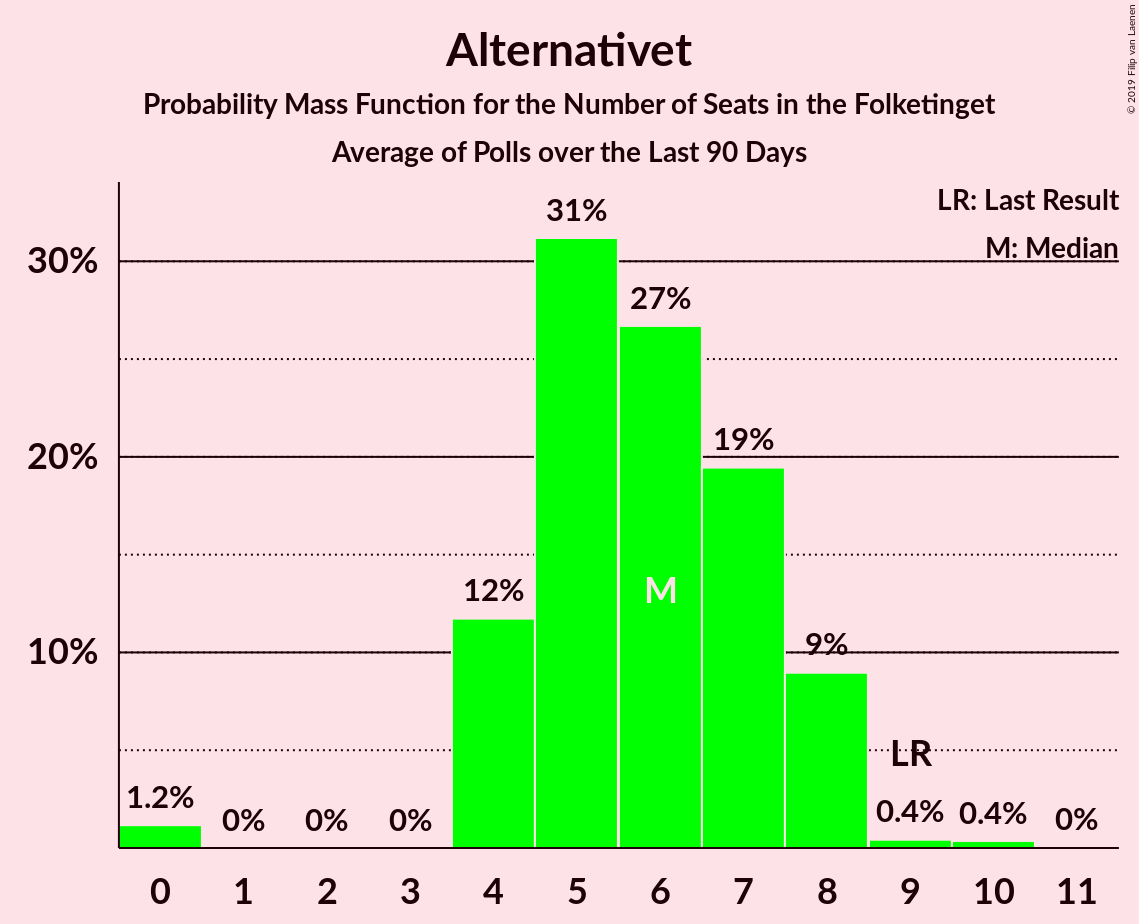 Alternativet
Probability Mass Function for the Number of Seats in the Folketinget
Average of Polls over the Last 90 Days
© 2019 Filip van Laenen
LR: Last Result
M: Median
30%
20%
10%
1.2%
0%
0%
0%
12%
31%
27%
19%
9%
0.4%
0.4%
0%
M
LR
0 1 2 3 4 5 6 7 8 9 10 11